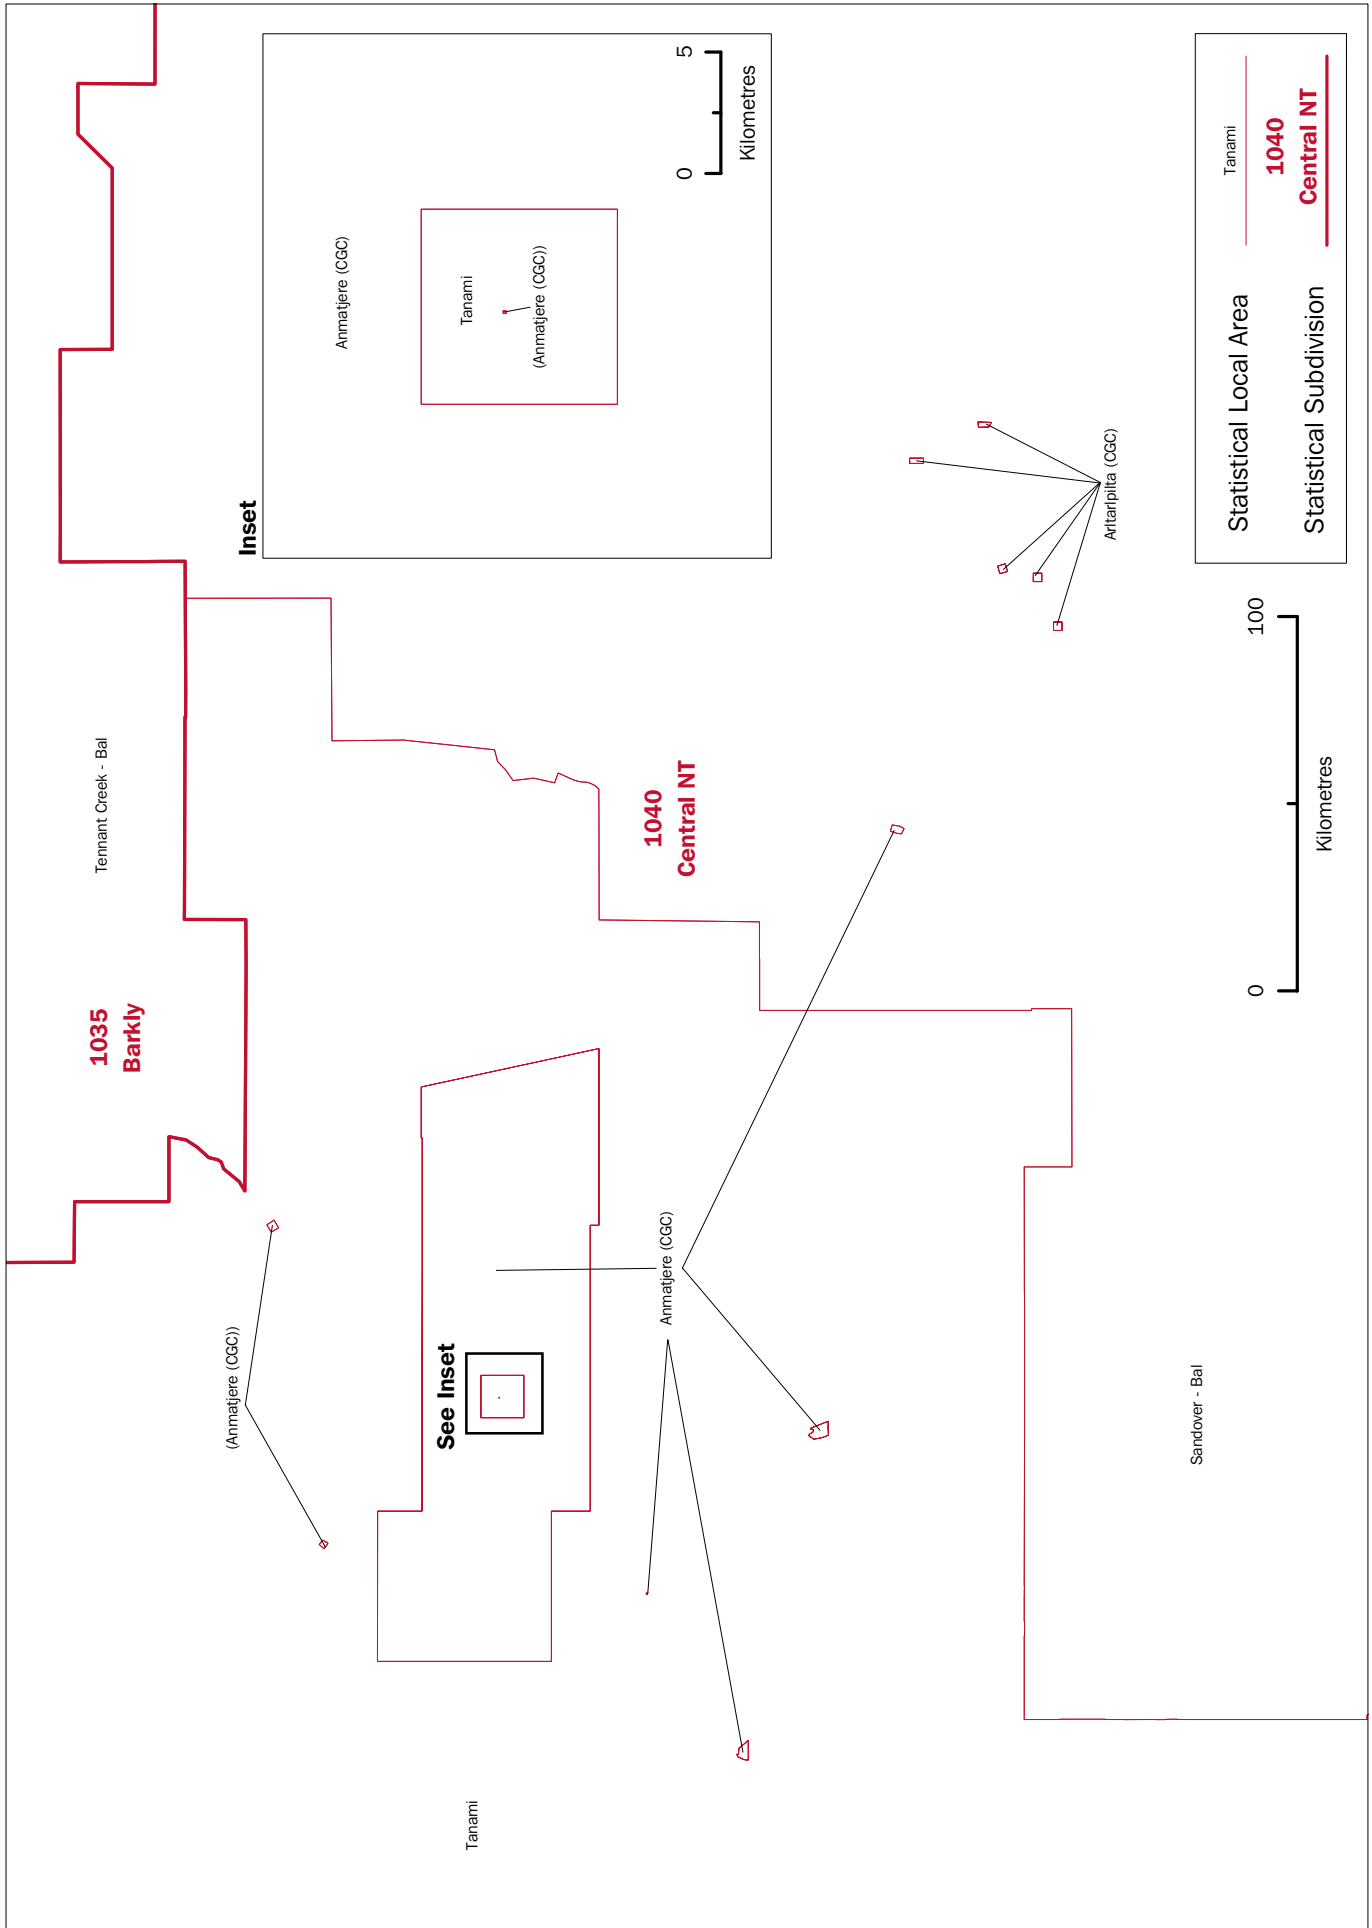 1035
Barkly
Tennant Creek - Bal
(Anmatjere (CGC))
See Inset
Tanami
Anmatjere (CGC)
1040
Central NT
Sandover - Bal
Arltarlpilta (CGC)
Inset
Anmatjere (CGC)
Tanami
(Anmatjere (CGC))
0 5
Kilometres
0 100
Kilometres
Statistical Local Area Tanami
1040
Statistical Subdivision Central NT